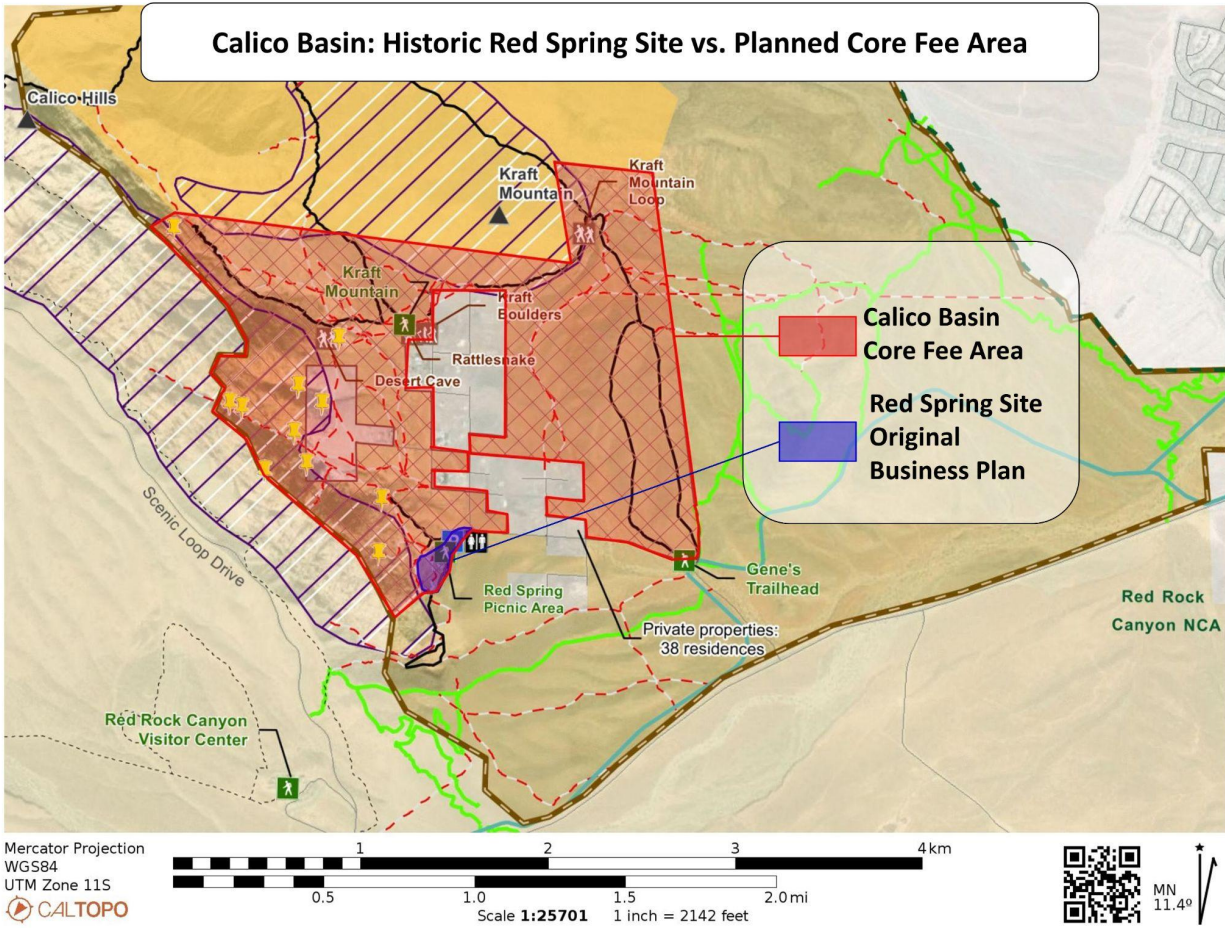 Calico Basin: Historic Red Spring Site vs. Planned Core Fee Area
Calico Hills
Kraft
Mountain
Kraft
Mountain
Loop
Kraft
Mountain
Kraft
Boulders
Rattlesnake
Desert Cave
Calico Basin
Core Fee Area
Red Spring Site
Original
Business Plan
Scenic Loop Drive
Red Spring
Picnic Area
Gene's
Trailhead
Private properties:
38 residences
Red Rock
Canyon NCA
Red Rock Canyon
Visitor Center
Mercator Projection
WGS84
UTM Zone 11S
CALTOPO
1 2 3 4 km
0.5 1.0 1.5 2.0 mi
Scale 1:25701 1 inch = 2142 feet
MN
11.4º